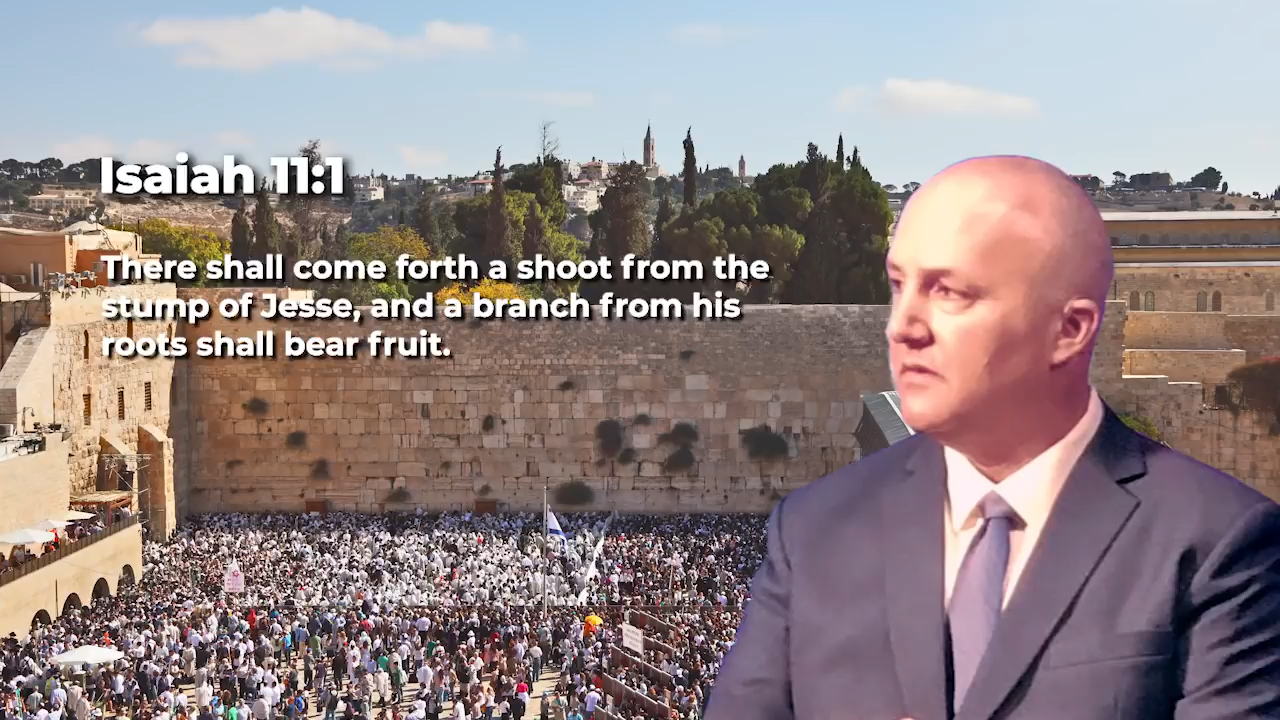 Isaiah 11:1
There shall come forth a shoot from the
stump of Jesse, and a branch from his
roots shall bear fruit.